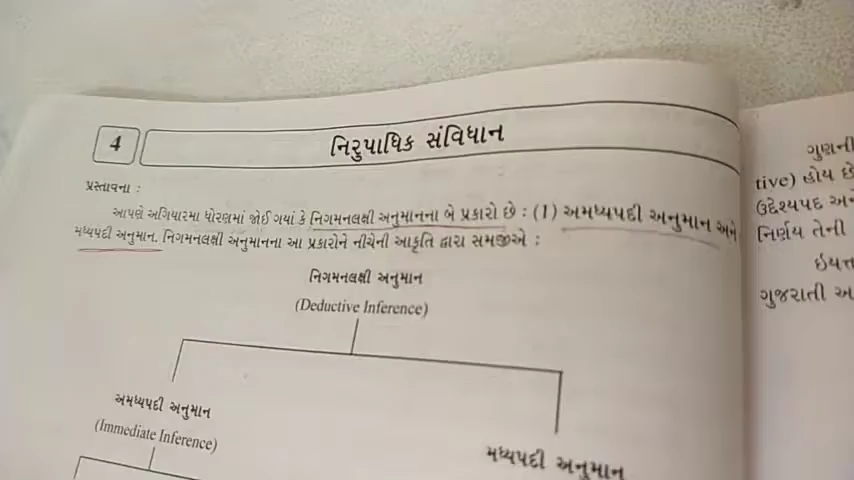 4
નિરુપાધિક સંવિધાન
પ્રસ્તાવના :
આપણે અગિયારમા ધોરણમાં જોઈ ગયાં કે નિગમનલક્ષી અનુમાનના બે પ્રકારો છે : (1) અમધ્યપદી અનુમાન અને
મધ્યપદી અનુમાન. નિગમનલક્ષી અનુમાનના આ પ્રકારોને નીચેની આકૃતિ દ્વારા સમજીએ :
નિગમનલક્ષી અનુમાન
(Deductive Inference)
અમધ્યપદી અનુમાન
(Immediate Inference)
મધ્યપદી અનુમાન
ગુણની
tive) હોય છે
ઉદ્દેશ્યપદ અને
નિર્ણય તેની
ઇયત્ત
ગુજરાતી અ